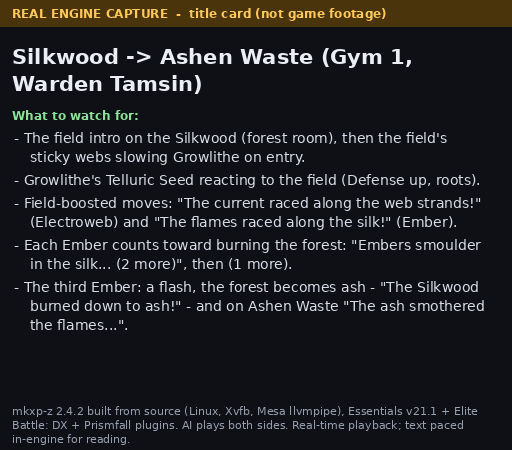 REAL ENGINE CAPTURE - title card (not game footage)
Silkwood -> Ashen Waste (Gym 1,
Warden Tamsin)
What to watch for:
- The field intro on the Silkwood (forest room), then the field's
sticky webs slowing Growlithe on entry.
- Growlithe's Telluric Seed reacting to the field (Defense up, roots).
- Field-boosted moves: "The current raced along the web strands!"
(Electroweb) and "The flames raced along the silk!" (Ember).
- Each Ember counts toward burning the forest: "Embers smoulder
in the silk... (2 more)", then (1 more).
- The third Ember: a flash, the forest becomes ash - "The Silkwood
burned down to ash!" - and on Ashen Waste "The ash smothered
the flames...".
mkxp-z 2.4.2 built from source (Linux, Xvfb, Mesa llvmpipe), Essentials v21.1 + Elite
Battle: DX + Prismfall plugins. AI plays both sides. Real-time playback; text paced
in-engine for reading.